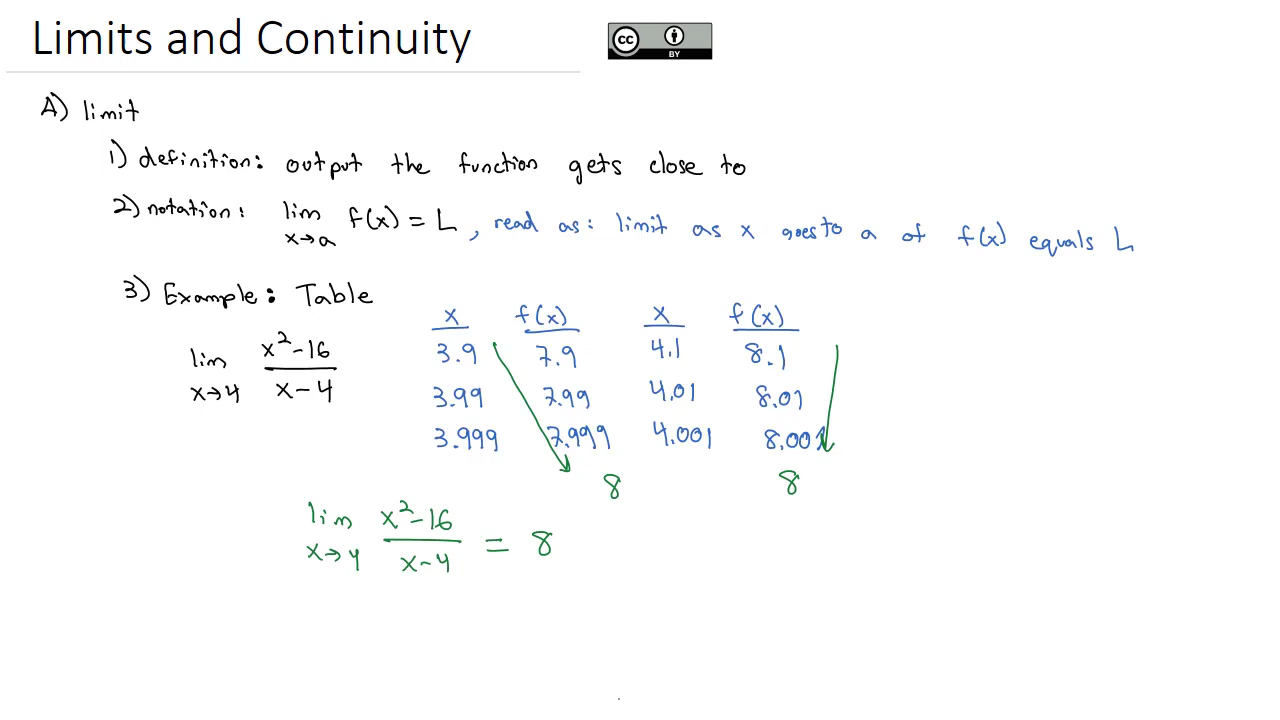 Limits and Continuity
cc BY
A) limit
1) definition: output the function gets close to
2) notation: lim x→a f(x) = L, read as: limit as x goes to a of f(x) equals L
3) Example: Table
lim x→4 x²-16 / x-4
x f(x) x f(x)
3.9 7.9 4.1 8.1
3.99 7.99 4.01 8.01
3.999 7.999 4.001 8.001
8 8
lim x→4 x²-16 / x-4 = 8